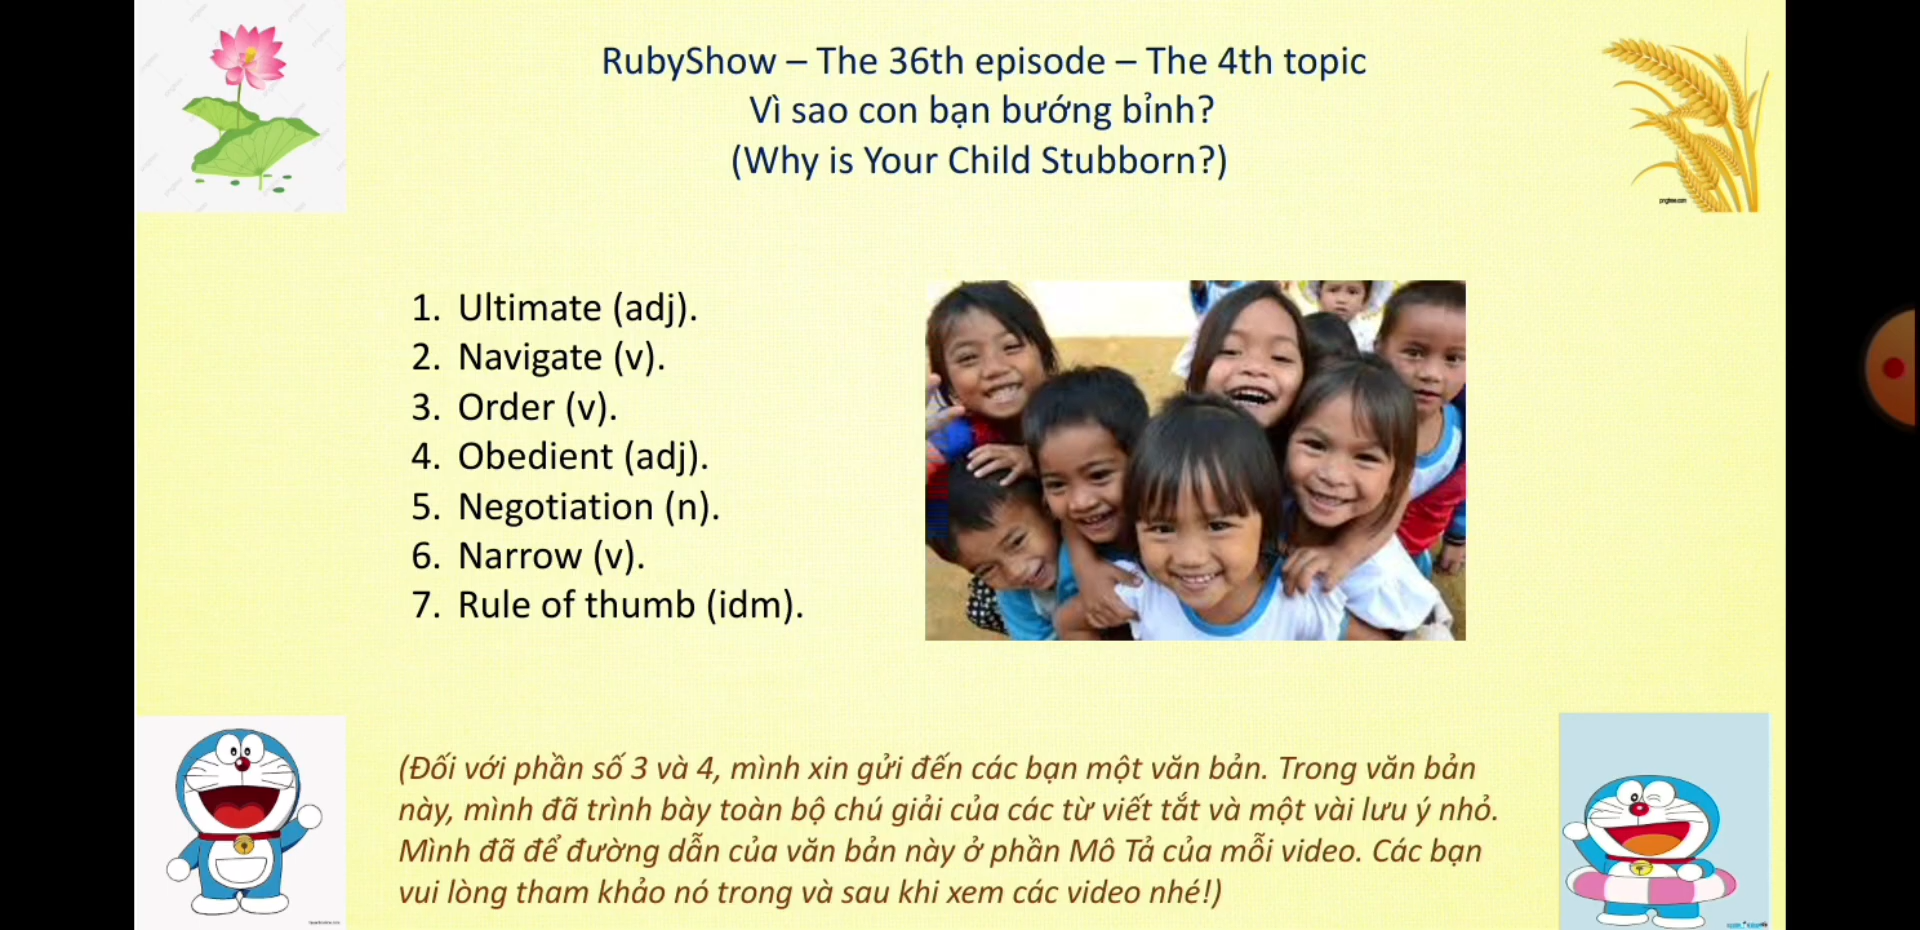 RubyShow – The 36th episode – The 4th topic
Vì sao con bạn bướng bỉnh?
(Why is Your Child Stubborn?)
1. Ultimate (adj).
2. Navigate (v).
3. Order (v).
4. Obedient (adj).
5. Negotiation (n).
6. Narrow (v).
7. Rule of thumb (idm).
(Đối với phần số 3 và 4, mình xin gửi đến các bạn một văn bản. Trong văn bản
này, mình đã trình bày toàn bộ chú giải của các từ viết tắt và một vài lưu ý nhỏ.
Mình đã để đường dẫn của văn bản này ở phần Mô Tả của mỗi video. Các bạn
vui lòng tham khảo nó trong và sau khi xem các video nhé!)